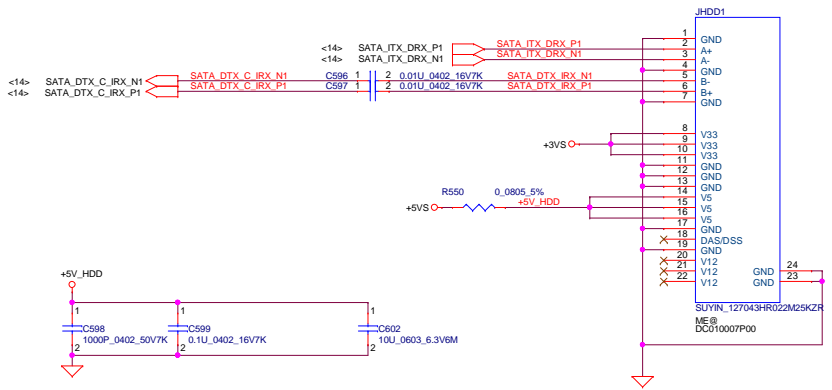 JHDD1
1 GND
<14> SATA_ITX_DRX_P1 SATA_ITX_DRX_P1 2 A+
<14> SATA_ITX_DRX_N1 SATA_ITX_DRX_N1 3 A-
4 GND
<14> SATA_DTX_C_IRX_N1 SATA_DTX_C_IRX_N1 C596 1 2 0.01U_0402_16V7K SATA_DTX_IRX_N1 5 B-
<14> SATA_DTX_C_IRX_P1 SATA_DTX_C_IRX_P1 C597 1 2 0.01U_0402_16V7K SATA_DTX_IRX_P1 6 B+
7 GND
8 V33
+3VS 9 V33
10 V33
11 GND
12 GND
13 GND
R550 0_0805_5% 14 V5
+5VS +5V_HDD 15 V5
16 V5
17 GND
18 DAS/DSS
19 GND
20 V12
21 V12 GND 24
22 V12 GND 23
SUYIN_127043HR022M25KZR
ME@
DC010007P00
+5V_HDD
1 1 1
C598 C599 C602
1000P_0402_50V7K 0.1U_0402_16V7K 10U_0603_6.3V6M
2 2 2